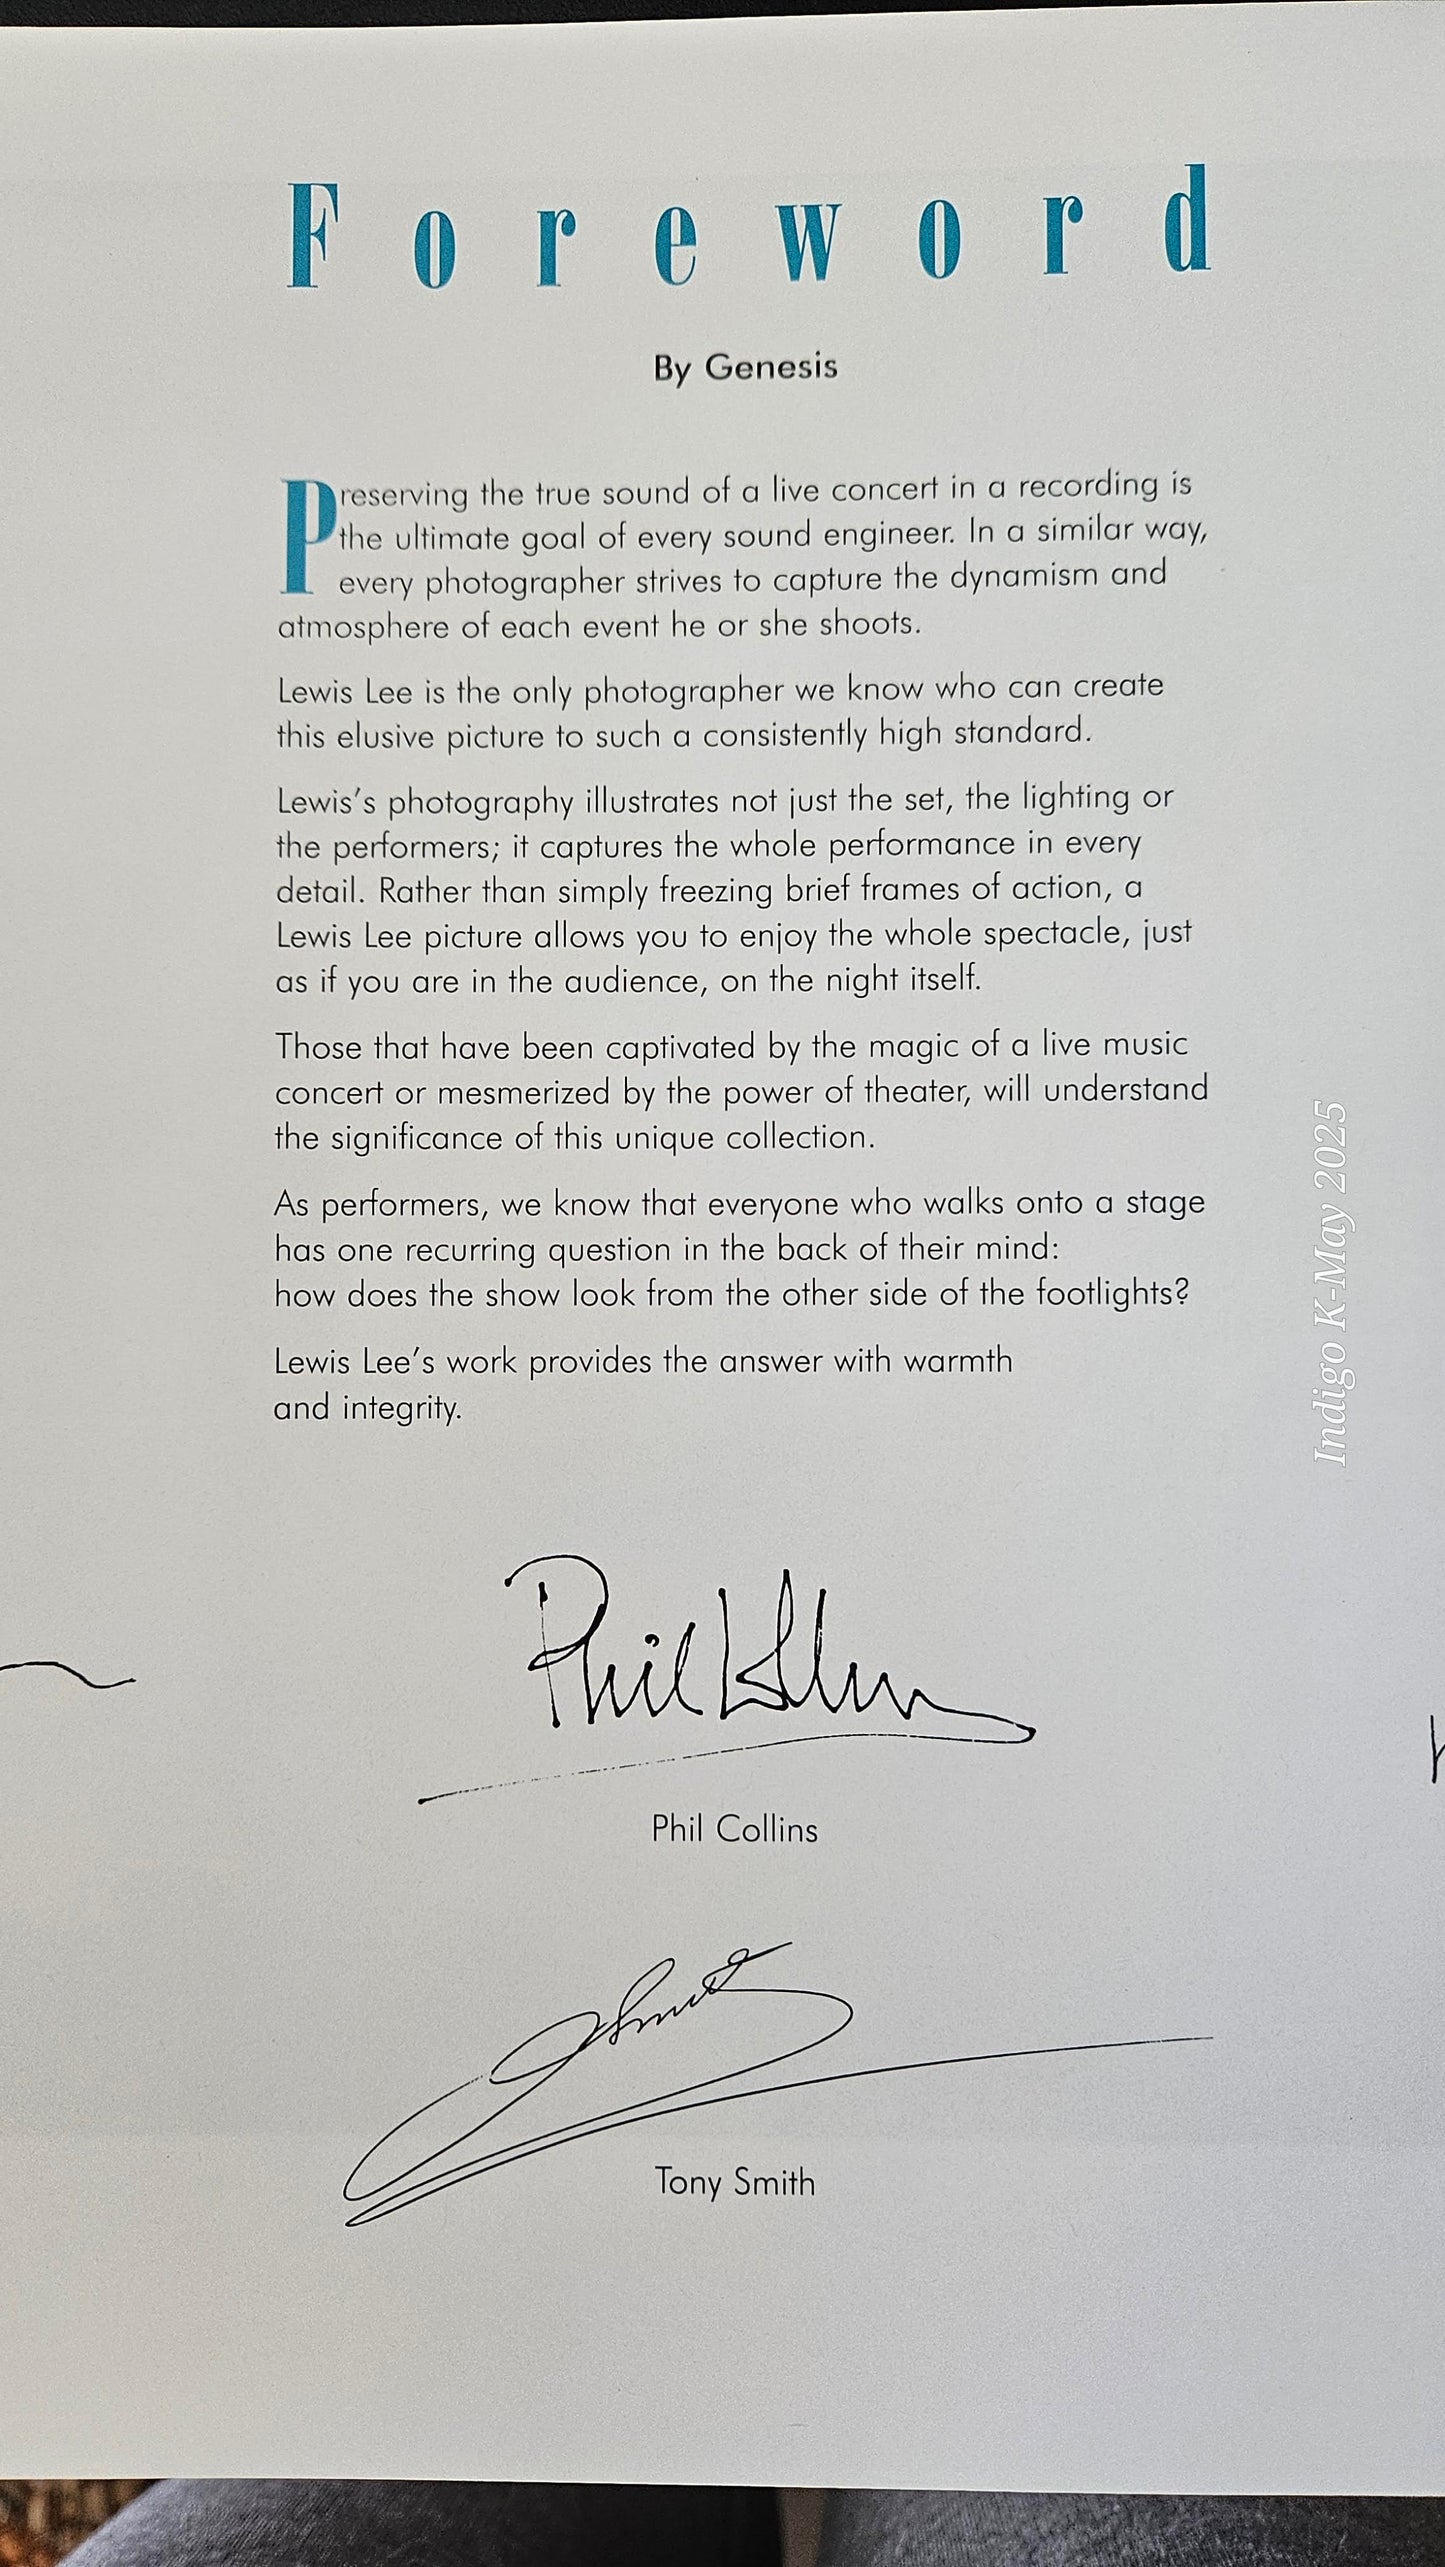 Foreword
By Genesis
Preserving the true sound of a live concert in a recording is
the ultimate goal of every sound engineer. In a similar way,
every photographer strives to capture the dynamism and
atmosphere of each event he or she shoots.
Lewis Lee is the only photographer we know who can create
this elusive picture to such a consistently high standard.
Lewis's photography illustrates not just the set, the lighting or
the performers; it captures the whole performance in every
detail. Rather than simply freezing brief frames of action, a
Lewis Lee picture allows you to enjoy the whole spectacle, just
as if you are in the audience, on the night itself.
Those that have been captivated by the magic of a live music
concert or mesmerized by the power of theater, will understand
the significance of this unique collection.
As performers, we know that everyone who walks onto a stage
has one recurring question in the back of their mind:
how does the show look from the other side of the footlights?
Lewis Lee's work provides the answer with warmth
and integrity.
Phil Collins
Phil Collins
Smith
Tony Smith
Indigo K-May 2025